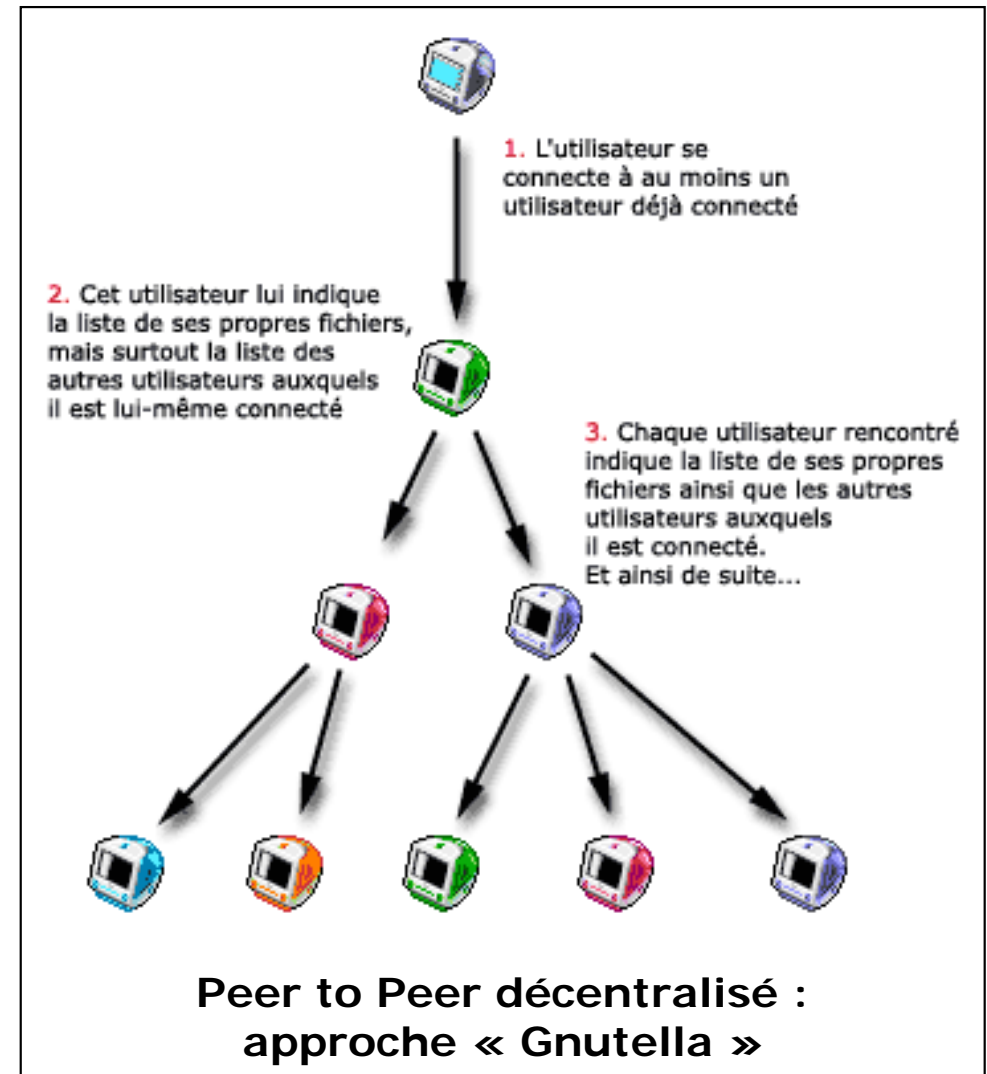 1. L'utilisateur se
connecte à au moins un
utilisateur déjà connecté
2. Cet utilisateur lui indique
la liste de ses propres fichiers,
mais surtout la liste des
autres utilisateurs auxquels
il est lui-même connecté
3. Chaque utilisateur rencontré
indique la liste de ses propres
fichiers ainsi que les autres
utilisateurs auxquels
il est connecté.
Et ainsi de suite...
Peer to Peer décentralisé :
approche « Gnutella »